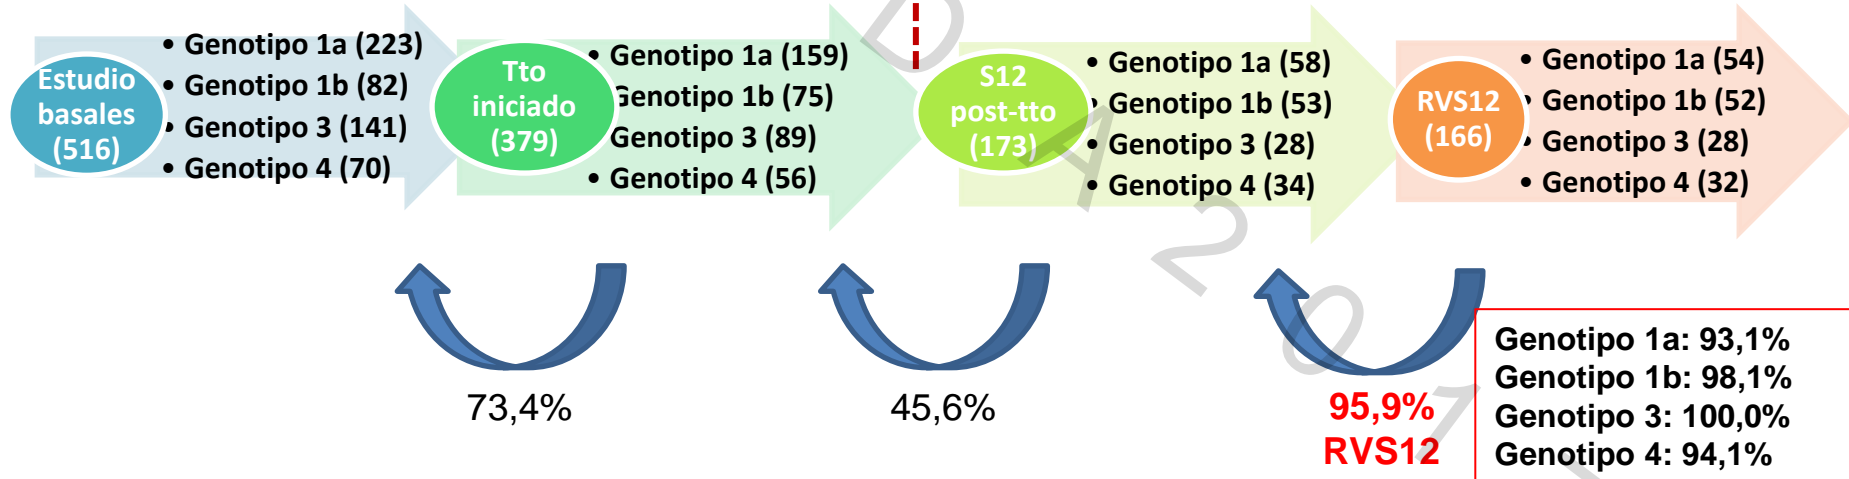 Estudio
basales
(516)
• Genotipo 1a (223)
• Genotipo 1b (82)
• Genotipo 3 (141)
• Genotipo 4 (70)
Tto
iniciado
(379)
• Genotipo 1a (159)
Genotipo 1b (75)
Genotipo 3 (89)
• Genotipo 4 (56)
S12
post-tto
(173)
• Genotipo 1a (58)
• Genotipo 1b (53)
• Genotipo 3 (28)
• Genotipo 4 (34)
RVS12
(166)
• Genotipo 1a (54)
• Genotipo 1b (52)
• Genotipo 3 (28)
• Genotipo 4 (32)
73,4%
45,6%
95,9%
RVS12
Genotipo 1a: 93,1%
Genotipo 1b: 98,1%
Genotipo 3: 100,0%
Genotipo 4: 94,1%
D A 2 0 1